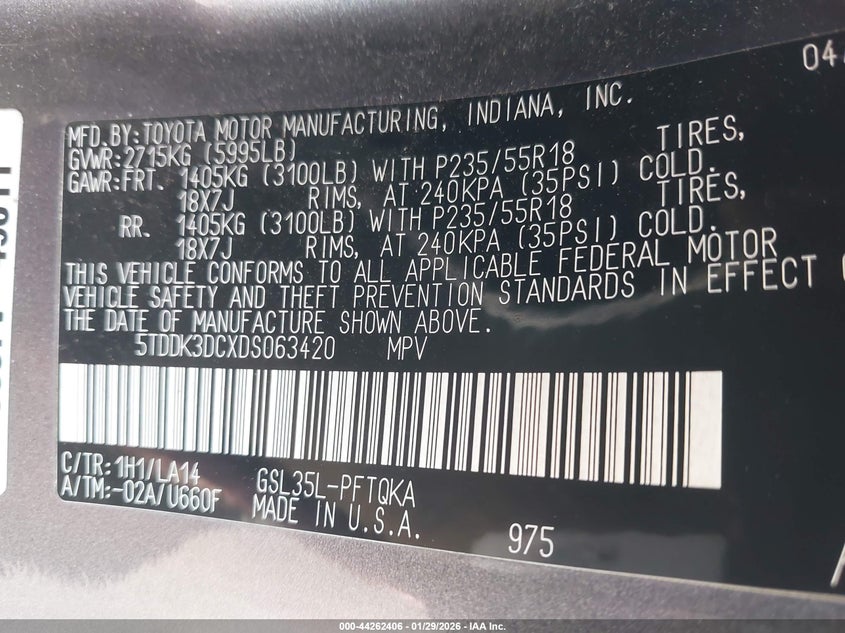 04
MFD.BY:TOYOTA MOTOR MANUFACTURING, INDIANA, INC.
GVWR:2715KG (5995LB)
GAWR:FRT. 1405KG (3100LB) WITH P235/55R18 TIRES,
18X7J RIMS, AT 240KPA (35PSI) COLD.
RR. 1405KG (3100LB) WITH P235/55R18 TIRES,
18X7J RIMS, AT 240KPA (35PSI) COLD.
THIS VEHICLE CONFORMS TO ALL APPLICABLE FEDERAL MOTOR
VEHICLE SAFETY AND THEFT PREVENTION STANDARDS IN EFFECT
THE DATE OF MANUFACTURE SHOWN ABOVE.
5TDDK3DCXDS063420 MPV
C/TR:1H1/LA14 GSL35L-PFTQKA
A/TM:-02A/U660F MADE IN U.S.A.
975
000-44262406 - 01/29/2026 - IAA Inc.